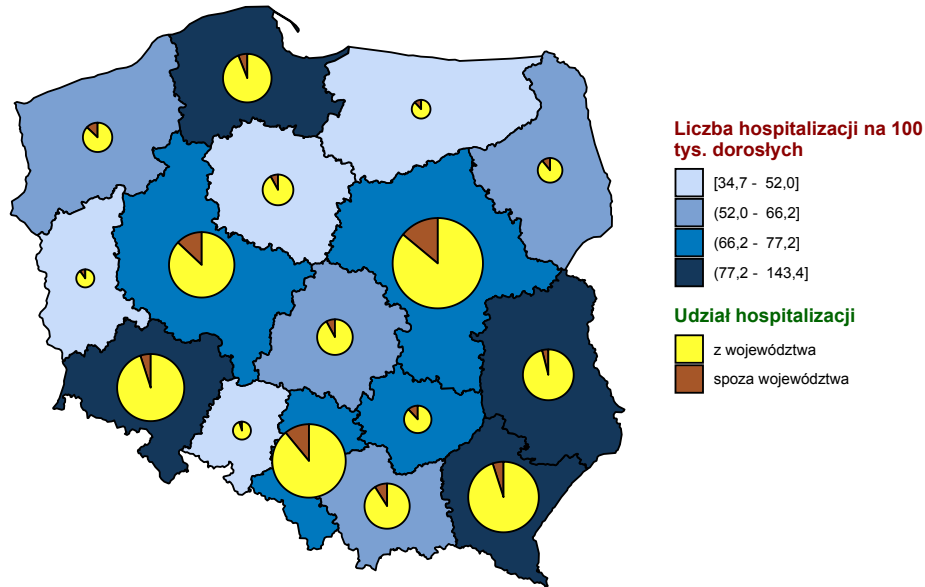 Liczba hospitalizacji na 100
tys. dorosłych
[34,7 - 52,0]
(52,0 - 66,2]
(66,2 - 77,2]
(77,2 - 143,4]
Udział hospitalizacji
z województwa
spoza województwa